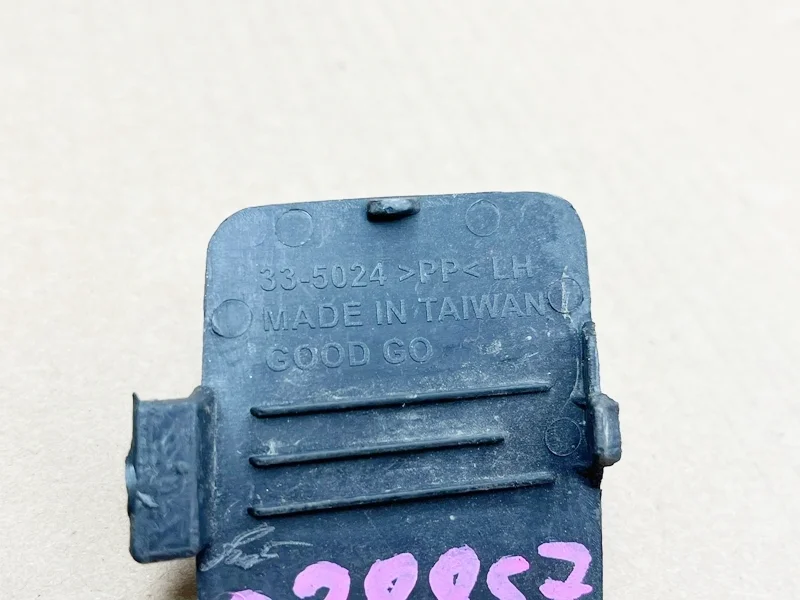 33-5024 >PP< LH
MADE IN TAIWAN
GOOD GO